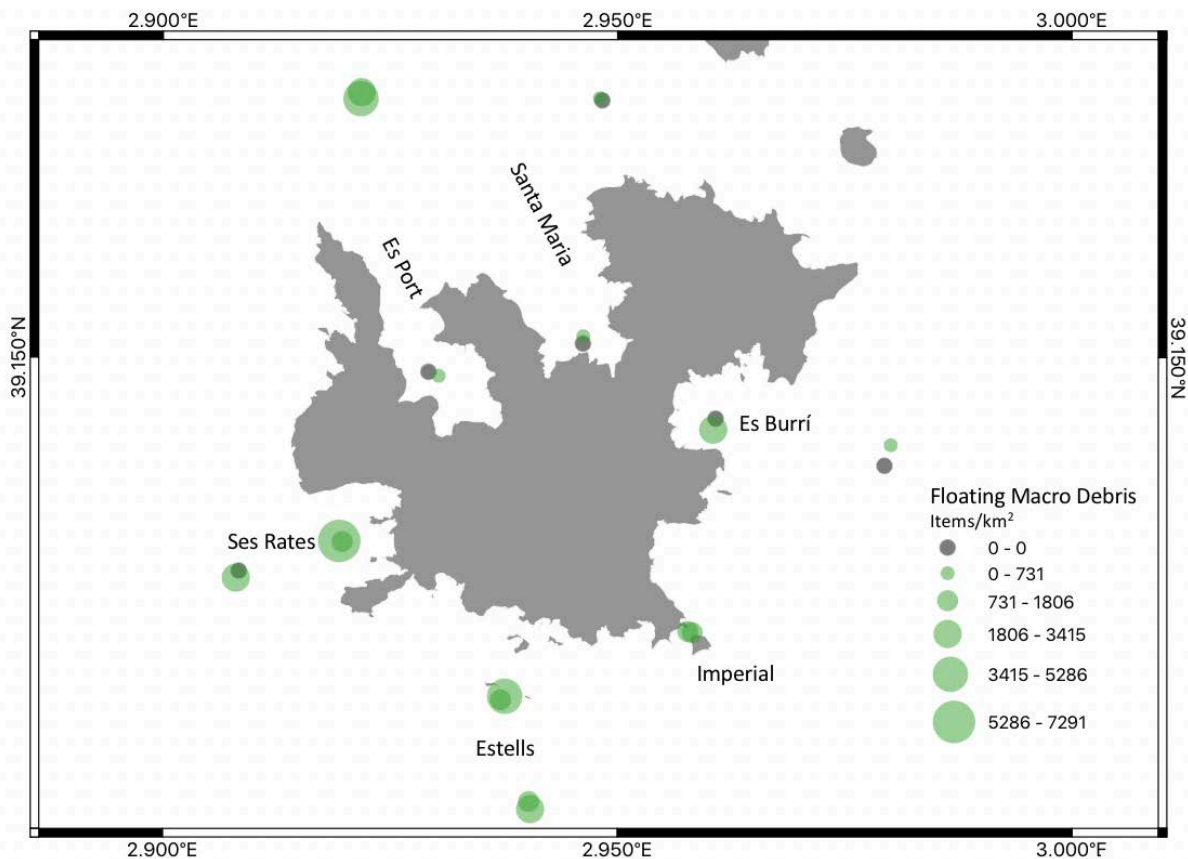 2.900°E
2.950°E
3.000°E
Santa Maria
Es Port
39.150°N
39.150°N
Es Burrí
Floating Macro Debris
Items/km²
0 - 0
0 - 731
731 - 1806
1806 - 3415
3415 - 5286
5286 - 7291
Ses Rates
Imperial
Estells
2.900°E
2.950°E
3.000°E